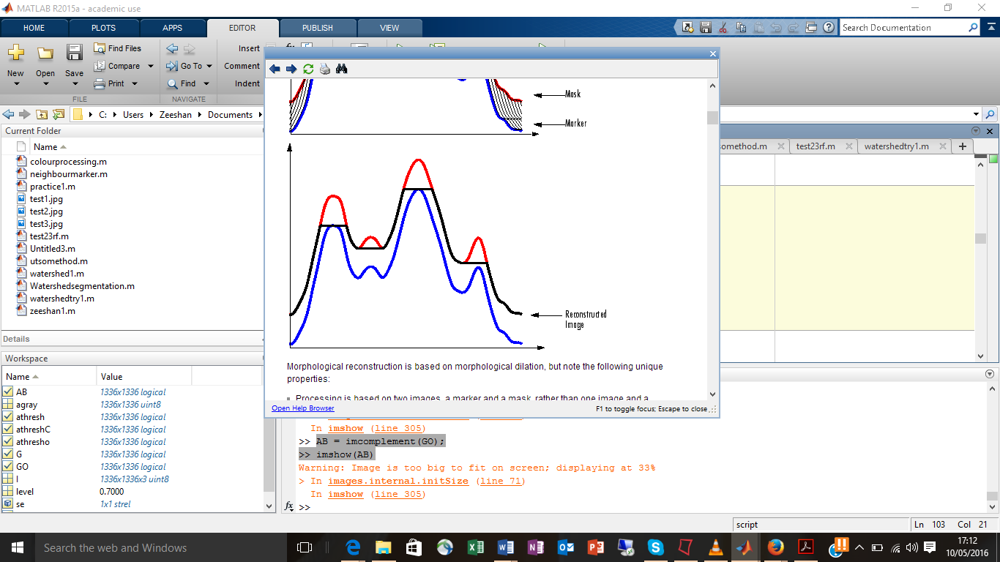 MATLAB R2015a - academic use
HOME PLOTS APPS EDITOR PUBLISH VIEW
Search Documentation
New Open Save
Find Files
Compare
Print
Go To
Find
Insert
Comment
Indent
FILE NAVIGATE
C: Users Zeeshan Documents
Current Folder
Name
colourprocessing.m
neighbourmarker.m
practice1.m
test1.jpg
test2.jpg
test3.jpg
test23rf.m
Untitled3.m
utsomethod.m
watershed1.m
Watershedsegmentation.m
watershedtry1.m
zeeshan1.m
Details
Workspace
Name Value
AB 1336x1336 logical
agray 1336x1336 uint8
athresh 1336x1336 logical
athreshC 1336x1336 logical
athresho 1336x1336 logical
G 1336x1336 logical
GO 1336x1336 logical
I 1336x1336x3 uint8
level 0.7000
se 1x1 strel
Mask
Marker
Reconstructed
Image
Morphological reconstruction is based on morphological dilation, but note the following unique
properties:
Processing is based on two images, a marker and a mask, rather than one image and a
Open Help Browser
F1 to toggle focus; Escape to close
somethod.m test23rf.m watershedtry1.m
In imshow (line 305)
>> AB = imcomplement(GO);
>> imshow(AB)
Warning: Image is too big to fit on screen; displaying at 33%
> In images.internal.initSize (line 71)
In imshow (line 305)
fx >>
script
Ln 103 Col 21
Search the web and Windows
17:12
10/05/2016